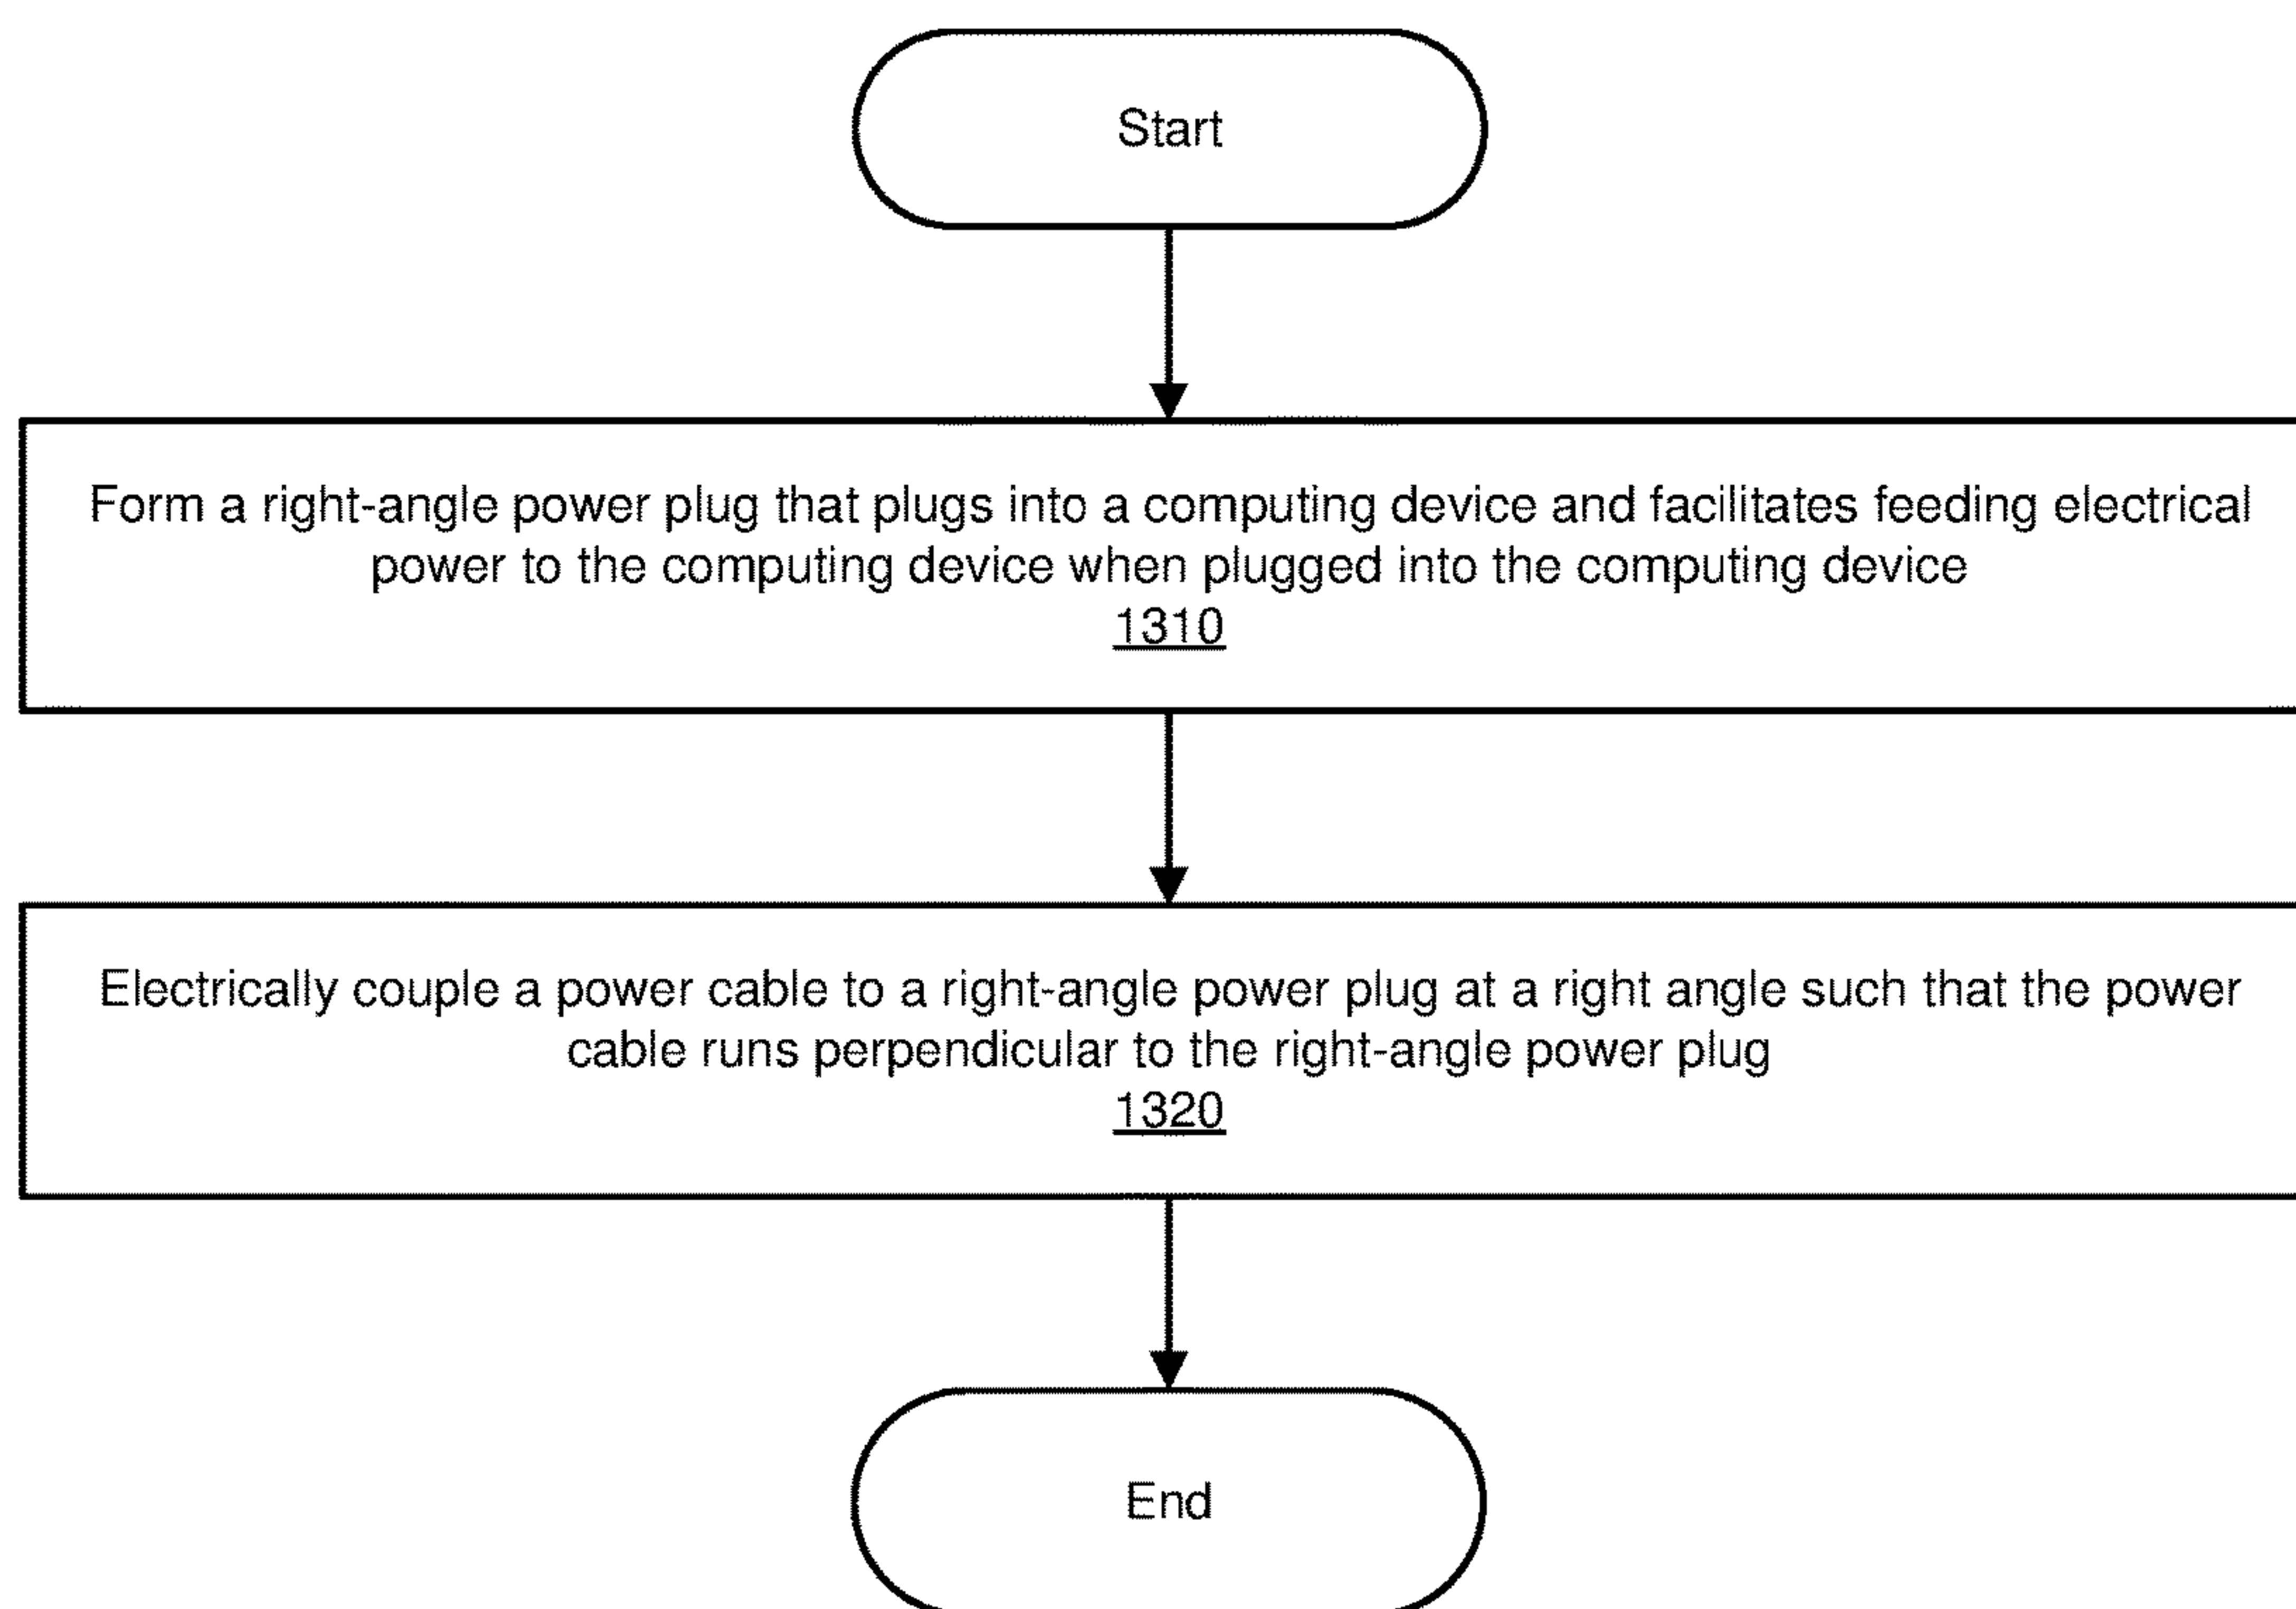 Start
Form a right-angle power plug that plugs into a computing device and facilitates feeding electrical
power to the computing device when plugged into the computing device
1310
Electrically couple a power cable to a right-angle power plug at a right angle such that the power
cable runs perpendicular to the right-angle power plug
1320
End